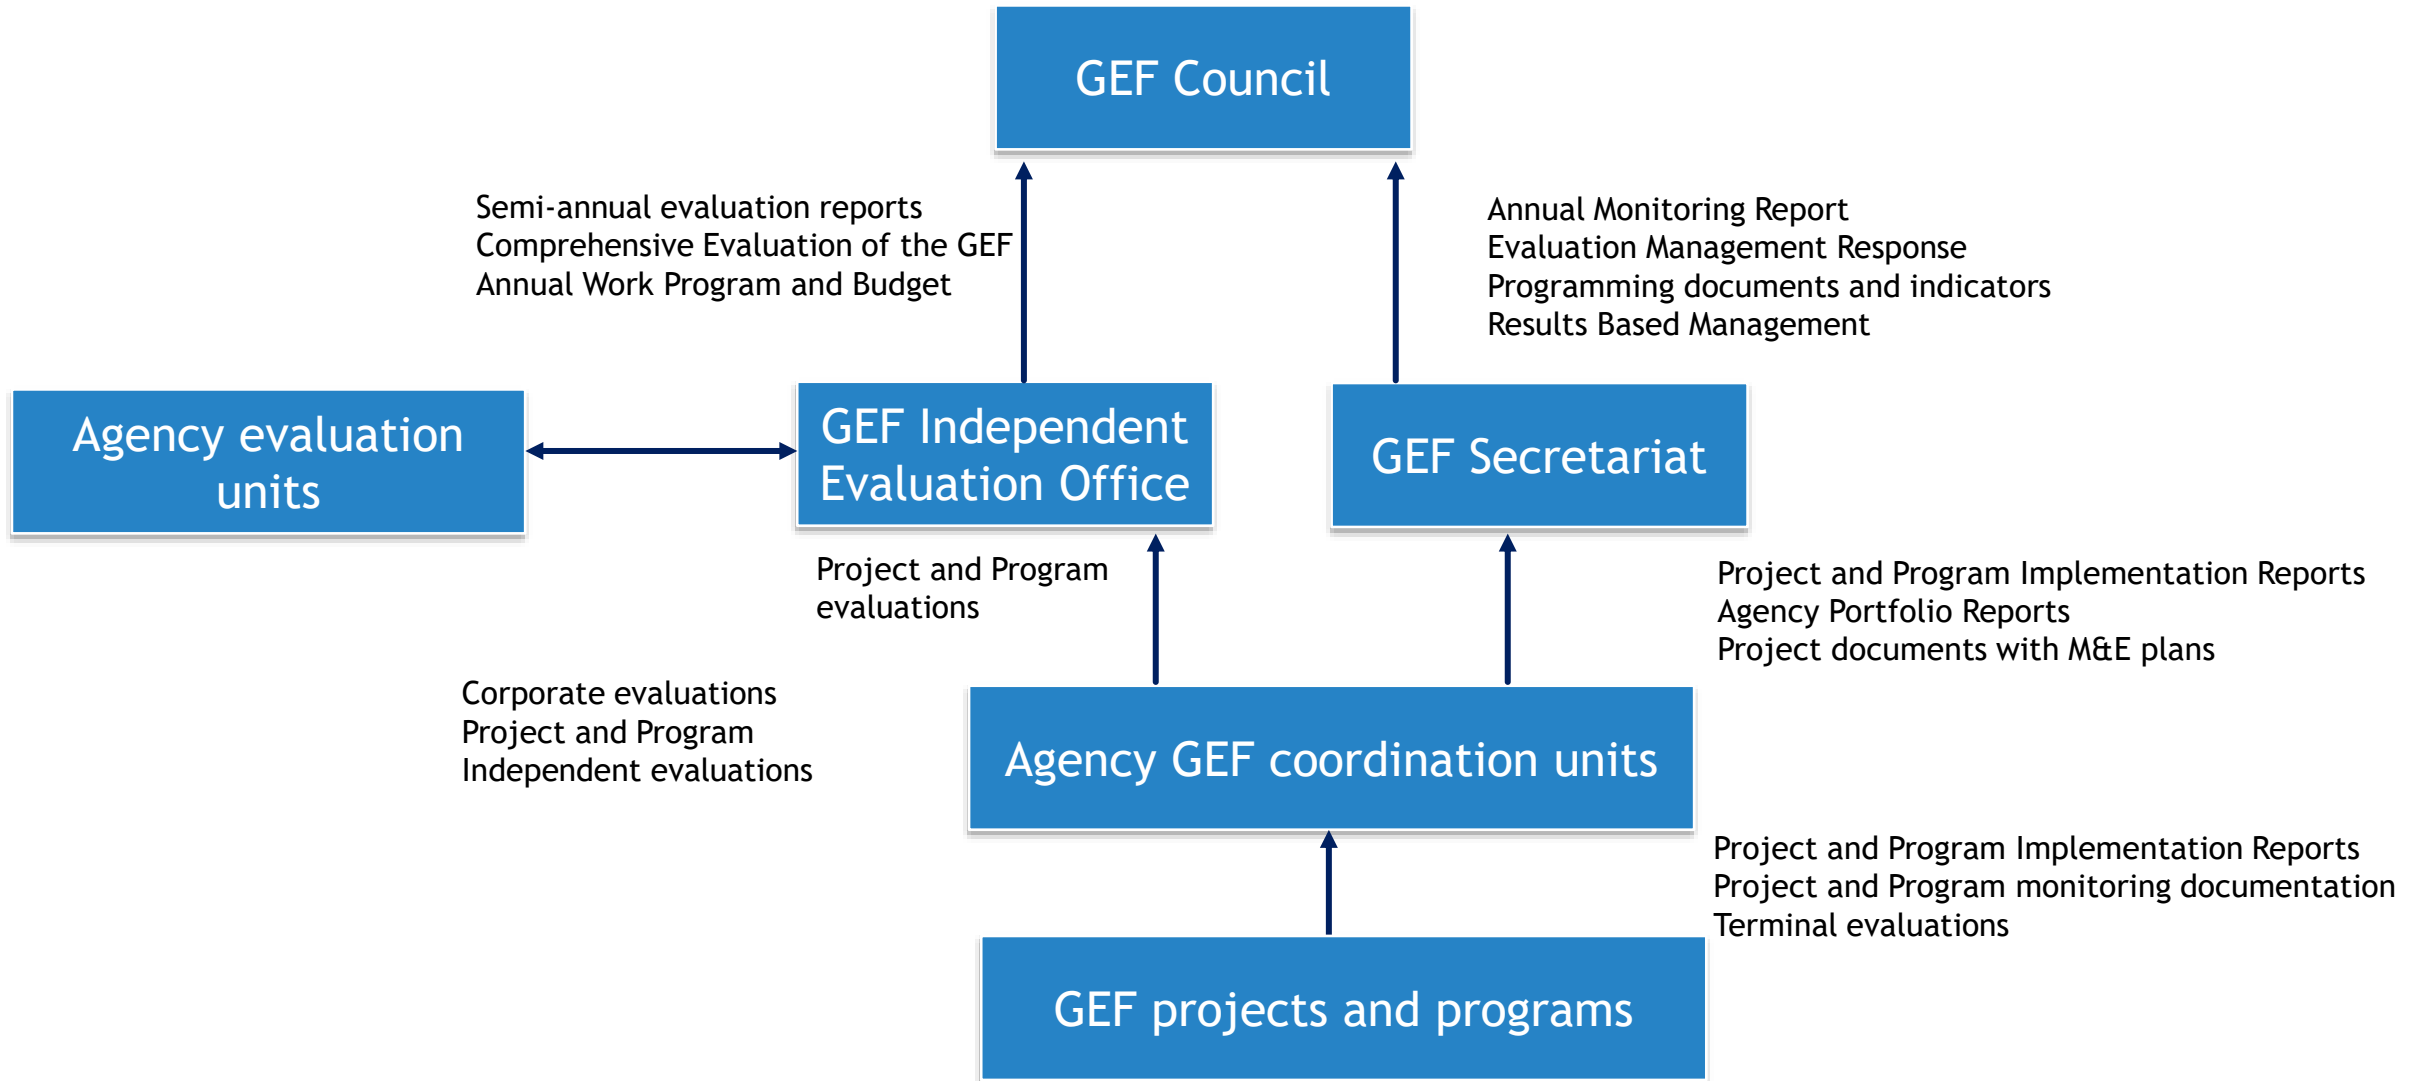 GEF Council
Semi-annual evaluation reports
Comprehensive Evaluation of the GEF
Annual Work Program and Budget
Annual Monitoring Report
Evaluation Management Response
Programming documents and indicators
Results Based Management
Agency evaluation
units
GEF Independent
Evaluation Office
GEF Secretariat
Project and Program
evaluations
Project and Program Implementation Reports
Agency Portfolio Reports
Project documents with M&E plans
Corporate evaluations
Project and Program
Independent evaluations
Agency GEF coordination units
Project and Program Implementation Reports
Project and Program monitoring documentation
Terminal evaluations
GEF projects and programs